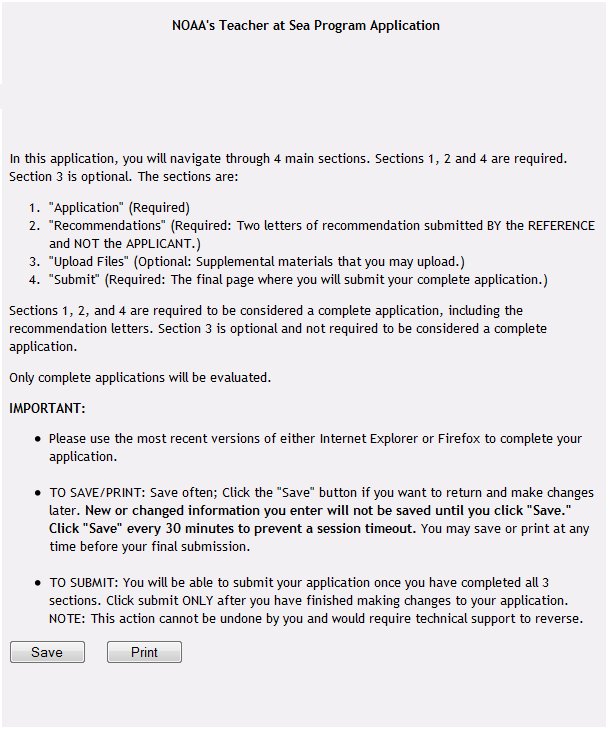 NOAA's Teacher at Sea Program Application
In this application, you will navigate through 4 main sections. Sections 1, 2 and 4 are required.
Section 3 is optional. The sections are:
1. "Application" (Required)
2. "Recommendations" (Required: Two letters of recommendation submitted BY the REFERENCE
and NOT the APPLICANT.)
3. "Upload Files" (Optional: Supplemental materials that you may upload.)
4. "Submit" (Required: The final page where you will submit your complete application.)
Sections 1, 2, and 4 are required to be considered a complete application, including the
recommendation letters. Section 3 is optional and not required to be considered a complete
application.
Only complete applications will be evaluated.
IMPORTANT:
• Please use the most recent versions of either Internet Explorer or Firefox to complete your
application.
• TO SAVE/PRINT: Save often; Click the "Save" button if you want to return and make changes
later. New or changed information you enter will not be saved until you click "Save."
Click "Save" every 30 minutes to prevent a session timeout. You may save or print at any
time before your final submission.
• TO SUBMIT: You will be able to submit your application once you have completed all 3
sections. Click submit ONLY after you have finished making changes to your application.
NOTE: This action cannot be undone by you and would require technical support to reverse.
Save Print